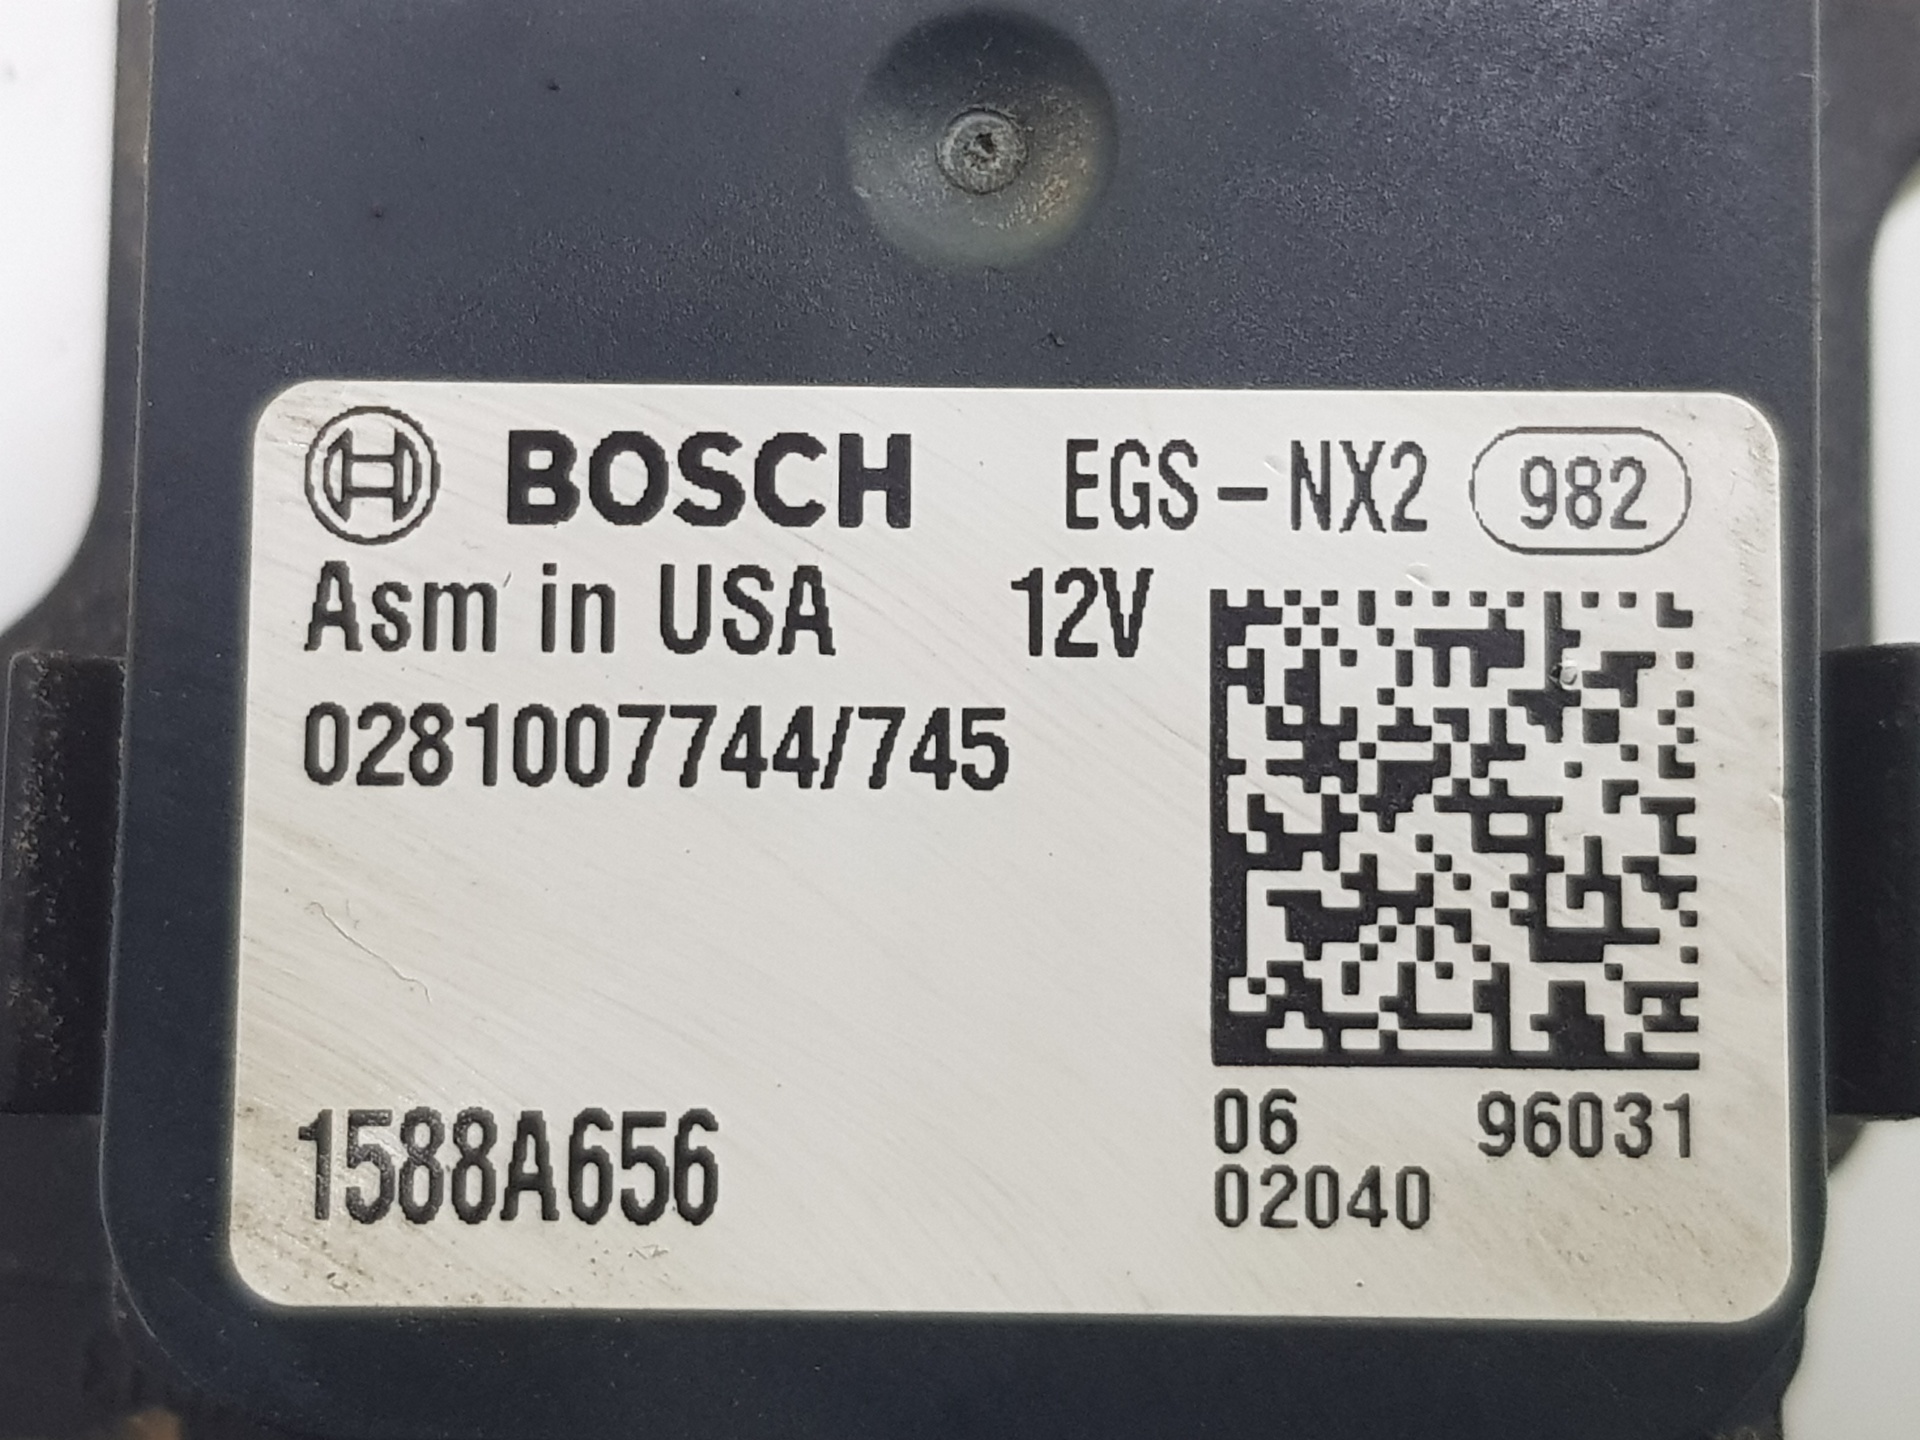 BOSCH EGS-NX2 982
Asm in USA 12V
0281007744/745
1588A656
06 96031
02040